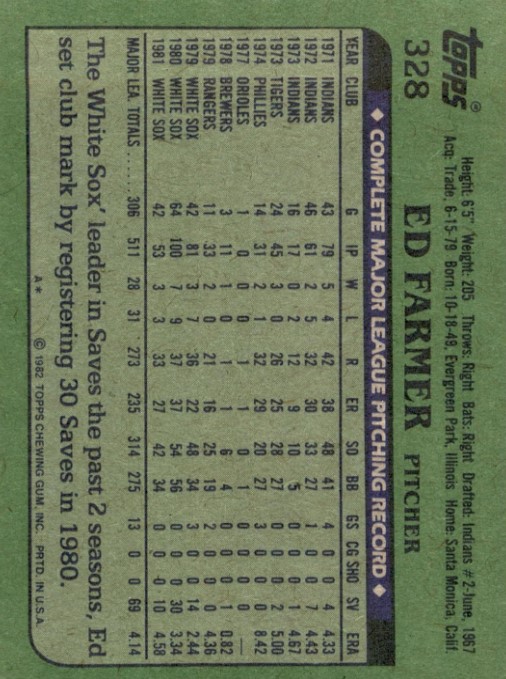 Topps®
328
Height: 6'5" Weight: 205 Throws: Right Bats: Right Drafted: Indians #2-June, 1967
Acq: Trade, 6-15-79 Born: 10-18-49, Evergreen Park, Illinois Home: Santa Monica, Calif.
ED FARMER PITCHER
◆ COMPLETE MAJOR LEAGUE PITCHING RECORD ◆
YEAR CLUB G IP W L R ER SO BB GS CG SHO SV ERA
1971 INDIANS 43 79 5 4 42 38 48 41 4 0 0 4 4.33
1972 INDIANS 46 61 2 5 32 30 33 27 1 0 0 7 4.43
1973 INDIANS 16 17 0 2 12 9 10 5 0 0 0 1 4.67
1973 TIGERS 24 45 3 0 26 25 28 27 0 0 0 2 5.00
1974 PHILLIES 14 31 2 1 32 29 20 27 3 0 0 0 8.42
1977 ORIOLES 1 0 0 0 1 1 0 1 0 0 0 0 —
1978 BREWERS 3 11 1 0 1 1 6 4 0 0 0 1 0.82
1979 RANGERS 11 33 2 0 21 16 25 19 2 0 0 0 4.36
1979 WHITE SOX 42 81 3 7 36 22 48 34 3 0 0 14 2.44
1980 WHITE SOX 64 100 7 9 37 37 54 56 0 0 0 30 3.34
1981 WHITE SOX 42 53 3 3 33 27 42 34 0 0 0 10 4.58
MAJOR LEA. TOTALS ...... 306 511 28 31 273 235 314 275 13 0 0 69 4.14
The White Sox' leader in Saves the past 2 seasons, Ed
set club mark by registering 30 Saves in 1980.
A* © 1982 TOPPS CHEWING GUM, INC. PRTD. IN U.S.A.